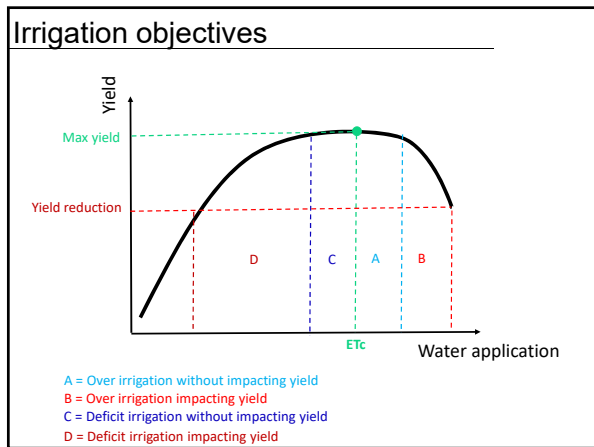 Irrigation objectives
Yield
Max yield
Yield reduction
D
C
A
B
ETc
Water application
A = Over irrigation without impacting yield
B = Over irrigation impacting yield
C = Deficit irrigation without impacting yield
D = Deficit irrigation impacting yield